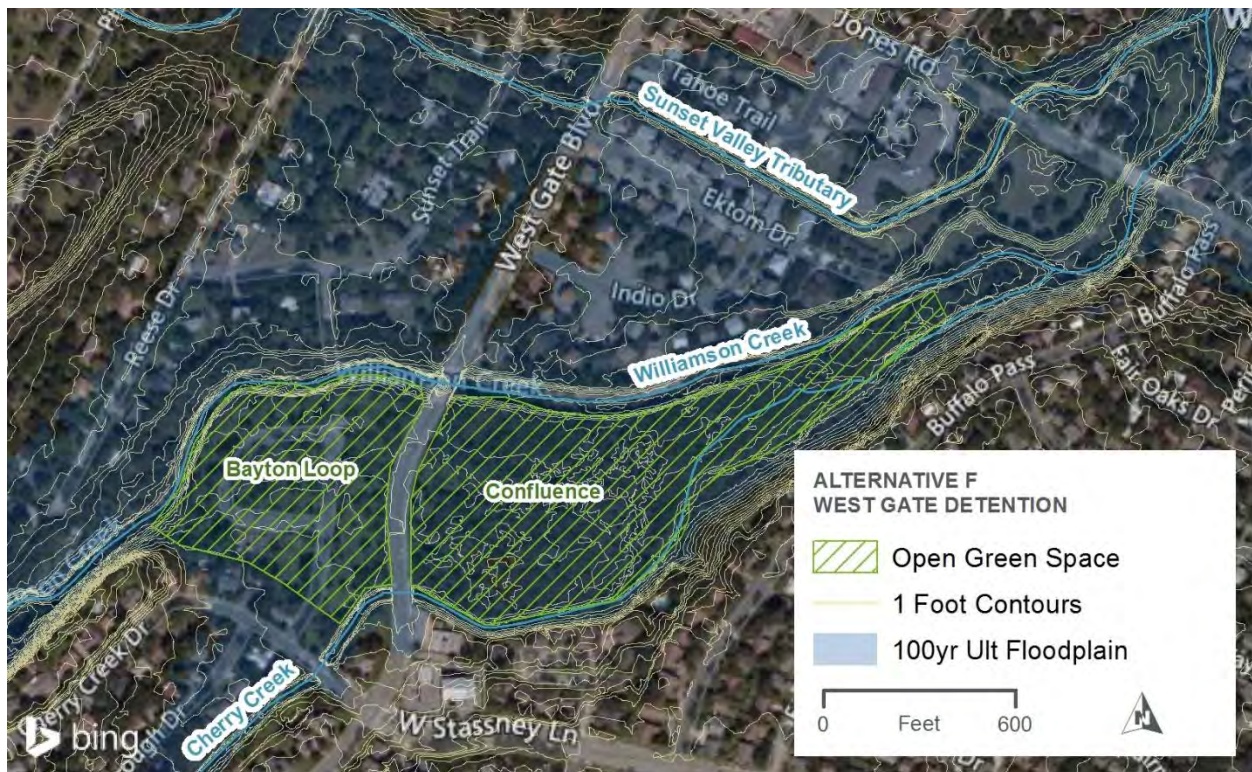 Jones Rd
Tahoe Trail
Sunset Valley Tributary
Sunset Trail
West Gate Blvd
Ektom Dr
Indio Dr
Reese Dr
Williamson Creek
Williamson Creek
Buffalo Pass
Buffalo Pass
Fair Oaks Dr
Bayton Loop
Confluence
Cherry Creek
W Stassney Ln
bing
ALTERNATIVE F
WEST GATE DETENTION
Open Green Space
1 Foot Contours
100yr Ult Floodplain
0 Feet 600
N